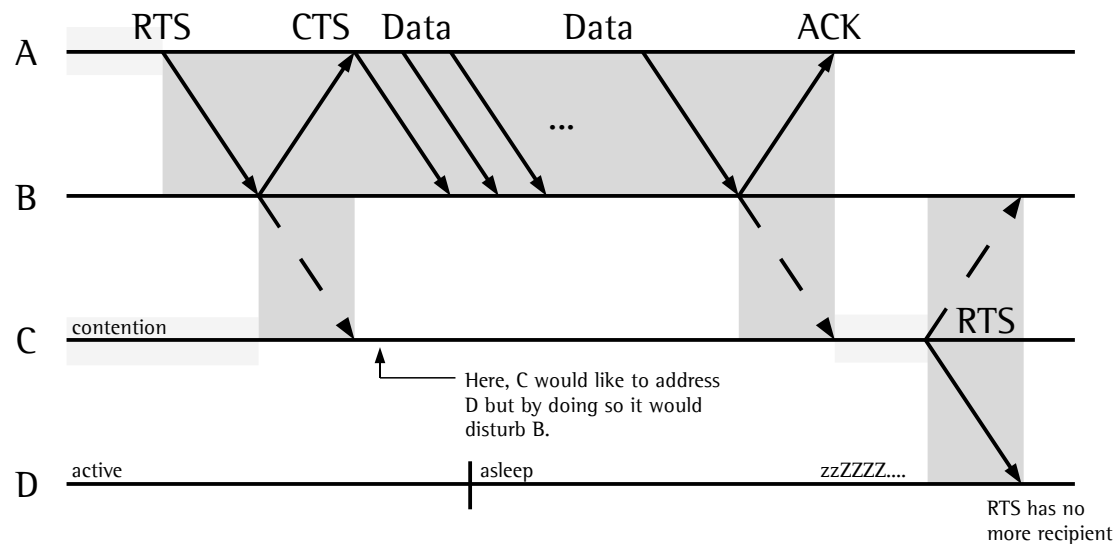 RTS CTS Data Data ACK
A
...
B
contention
C
RTS
Here, C would like to address
D but by doing so it would
disturb B.
active
asleep
zzZZZZ....
D
RTS has no
more recipient